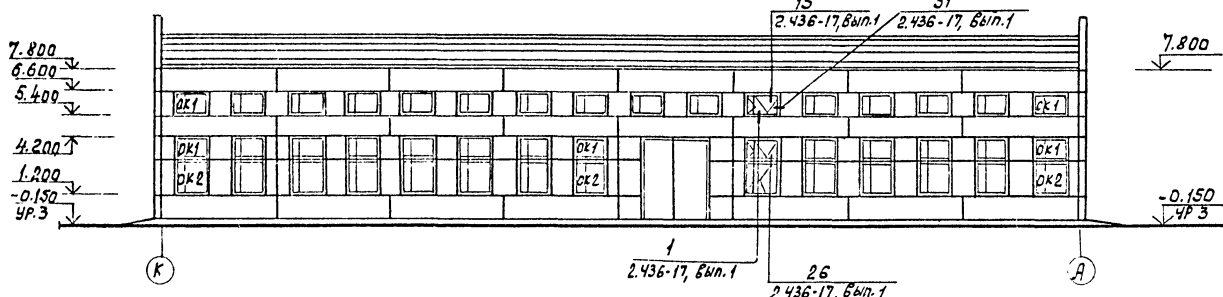 2.436-17, Вып.1
2.436-17, Вып.1
7.800
6.600
5.400
4.200
1.200
-0.150
УР.3
7.800
-0.150
УР 3
ОК1
ОК1
ОК1
ОК1
ОК1
ОК2
ОК2
ОК2
1
2.436-17, Вып.1
26
2.436-17, Вып.1
К
А